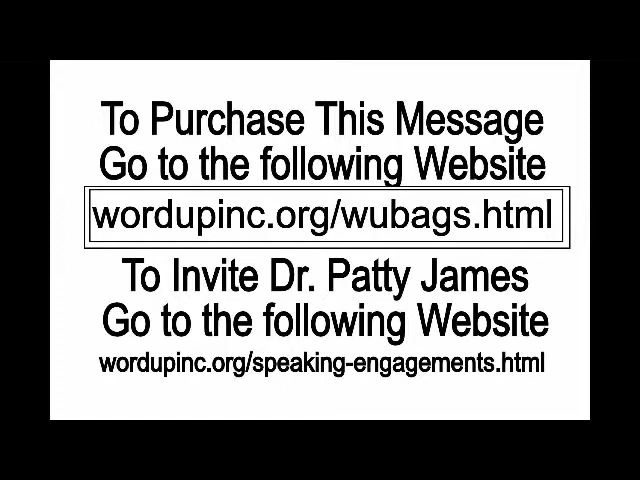 To Purchase This Message
Go to the following Website
wordupinc.org/wubags.html
To Invite Dr. Patty James
Go to the following Website
wordupinc.org/speaking-engagements.html